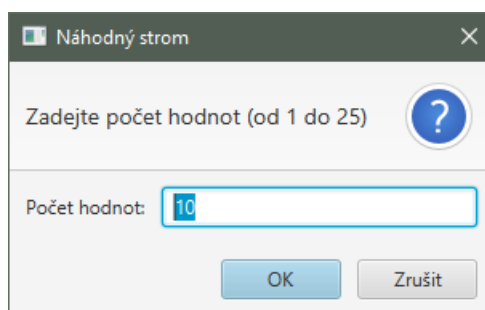 Náhodný strom
Zadejte počet hodnot (od 1 do 25)
?
Počet hodnot: 10
OK Zrušit